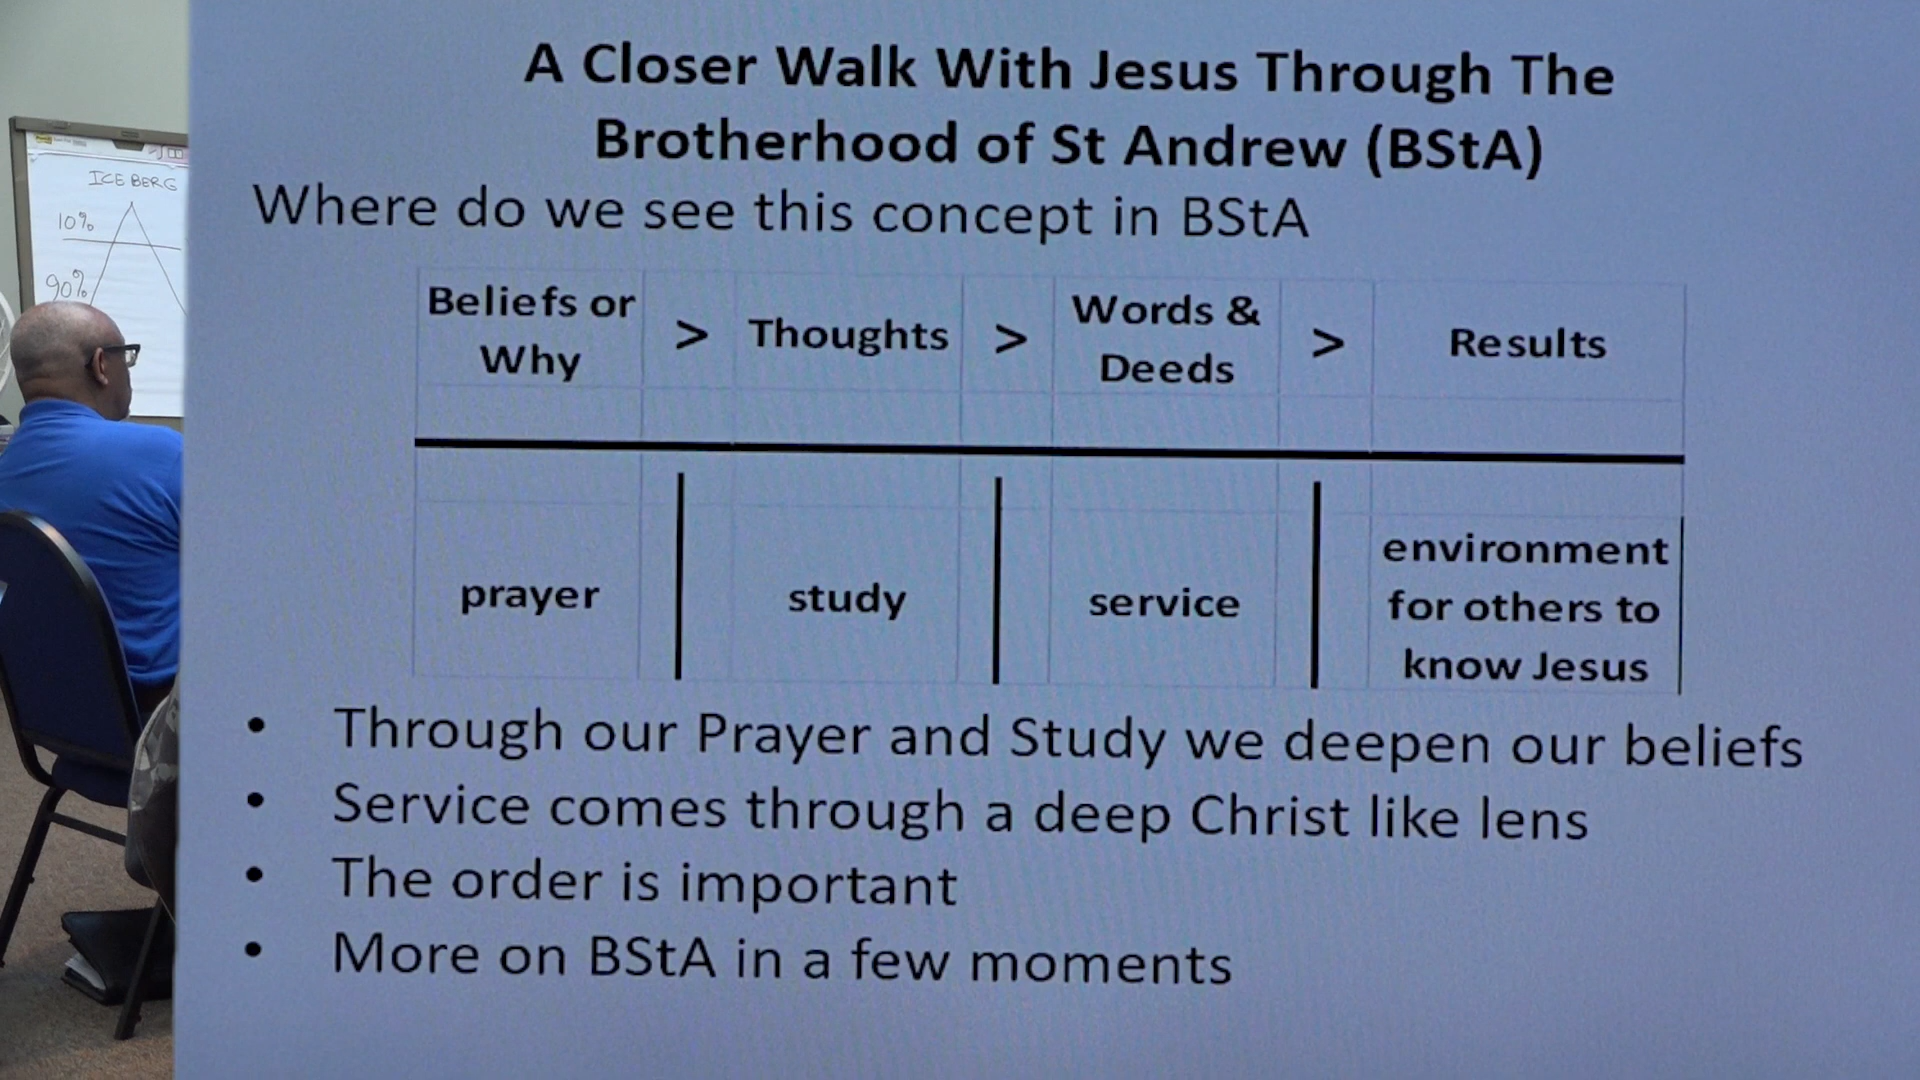 A Closer Walk With Jesus Through The
Brotherhood of St Andrew (BStA)
Where do we see this concept in BStA
Beliefs or
Why
>
Thoughts
>
Words &
Deeds
>
Results
prayer
study
service
environment
for others to
know Jesus
• Through our Prayer and Study we deepen our beliefs
• Service comes through a deep Christ like lens
• The order is important
• More on BStA in a few moments
ICE BERG
10%
90%